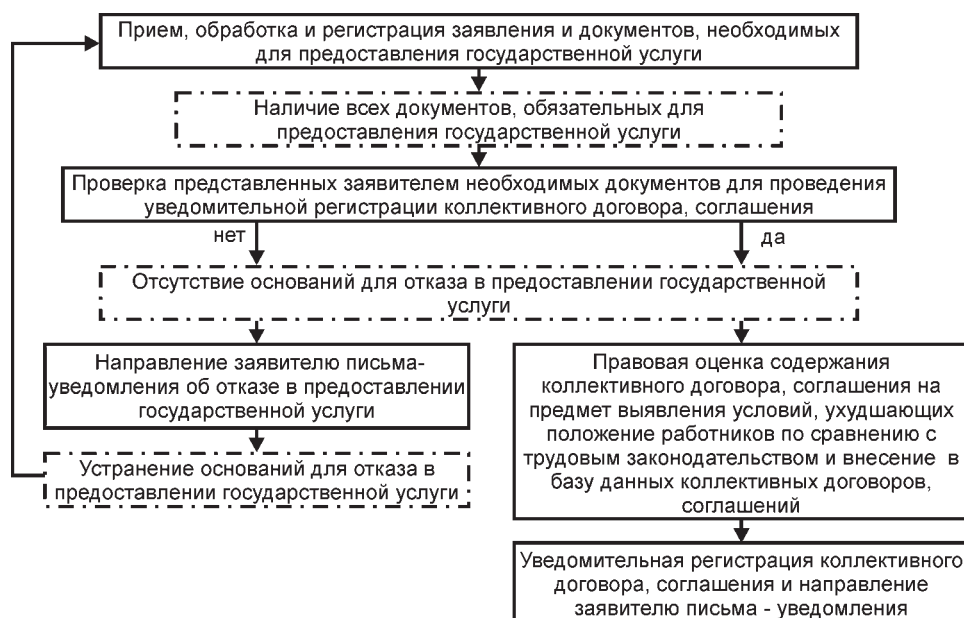 Прием, обработка и регистрация заявления и документов, необходимых
для предоставления государственной услуги
Наличие всех документов, обязательных для
предоставления государственной услуги
Проверка представленных заявителем необходимых документов для проведения
уведомительной регистрации коллективного договора, соглашения
нет
да
Отсутствие оснований для отказа в предоставлении государственной
услуги
Направление заявителю письма-
уведомления об отказе в предоставлении
государственной услуги
Устранение оснований для отказа в
предоставлении государственной услуги
Правовая оценка содержания
коллективного договора, соглашения на
предмет выявления условий, ухудшающих
положение работников по сравнению с
трудовым законодательством и внесение в
базу данных коллективных договоров,
соглашений
Уведомительная регистрация коллективного
договора, соглашения и направление
заявителю письма - уведомления